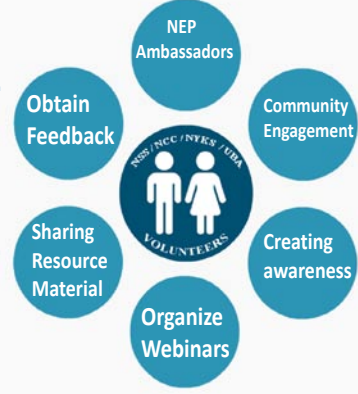 NEP
Ambassadors
Community
Engagement
Creating
awareness
Organize
Webinars
Sharing
Resource
Material
Obtain
Feedback
NSS/NCC/NYKS/UBA
VOLUNTEERS